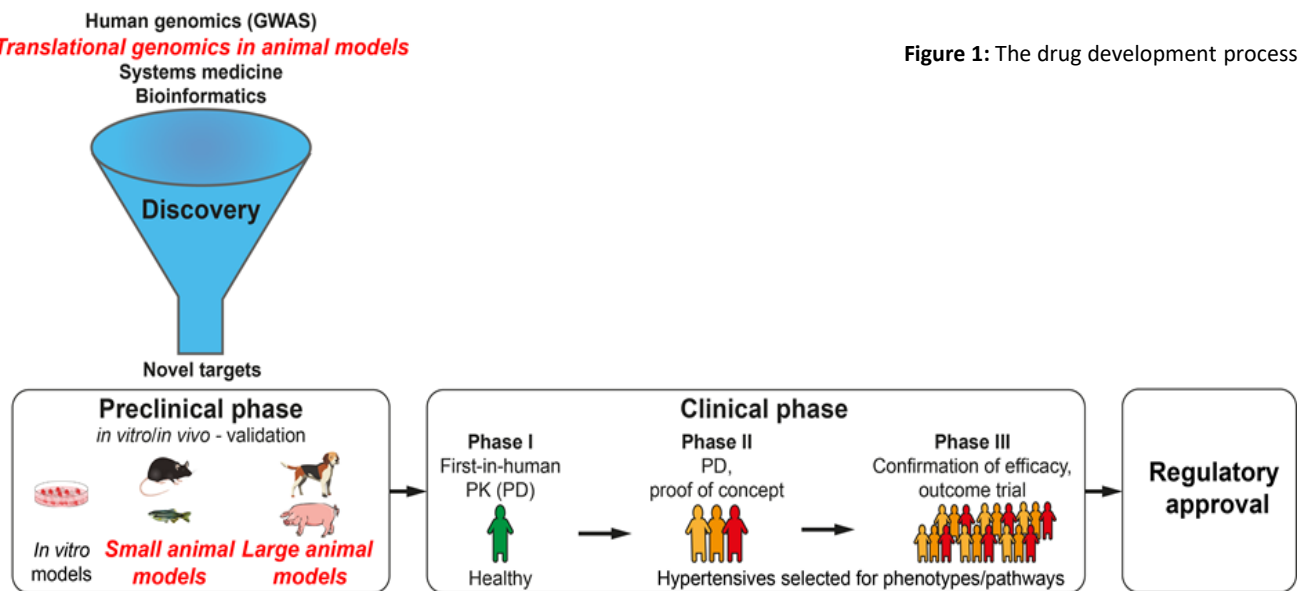 Human genomics (GWAS)
Translational genomics in animal models
Systems medicine
Bioinformatics
Figure 1: The drug development process
Discovery
Novel targets
Preclinical phase
in vitro/in vivo - validation
In vitro
models
Small animal
models
Large animal
models
Clinical phase
Phase I
First-in-human
PK (PD)
Healthy
Phase II
PD,
proof of concept
Phase III
Confirmation of efficacy,
outcome trial
Hypertensives selected for phenotypes/pathways
Regulatory
approval